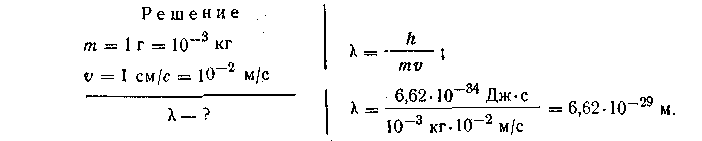 Решение
m = 1 г = 10⁻³ кг
v = 1 см/с = 10⁻² м/с
λ — ?
λ = h / mv ;
λ = 6,62·10⁻³⁴ Дж·с / 10⁻³ кг·10⁻² м/с = 6,62·10⁻²⁹ м.